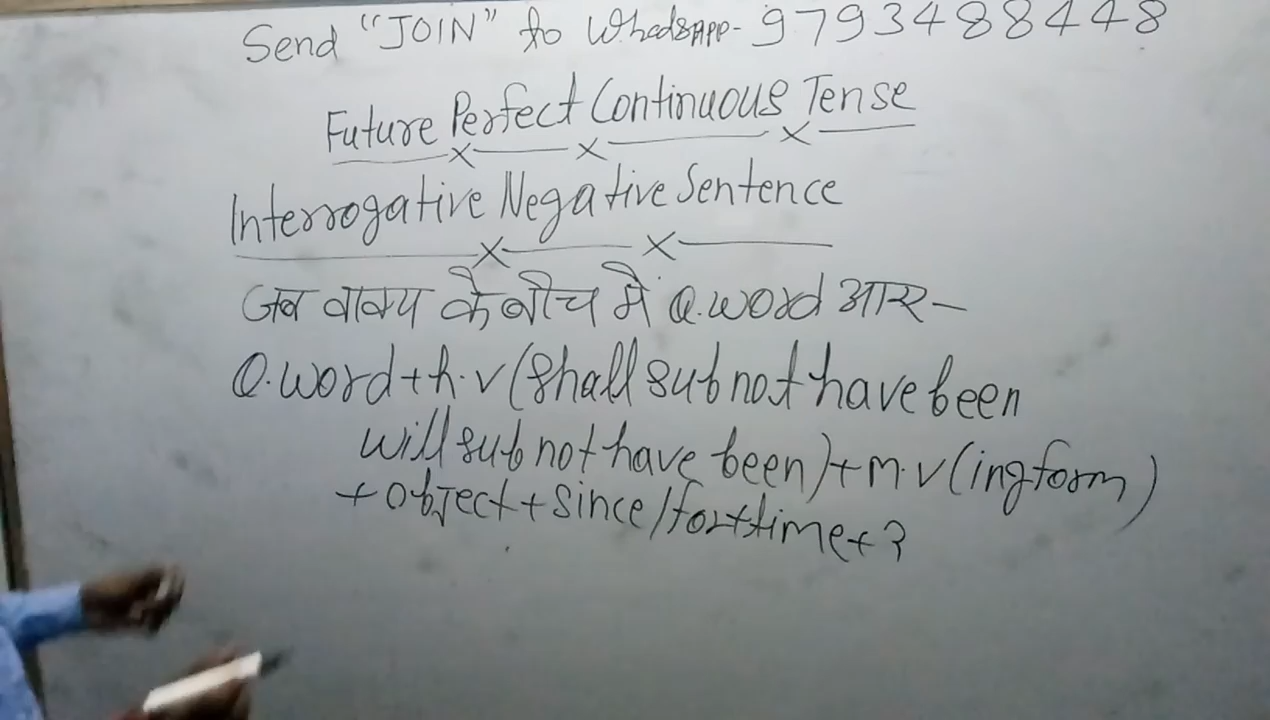 Send "JOIN" to WhatsApp- 9793488448
Future Perfect Continuous Tense
Interrogative Negative Sentence
जब वाक्य के बीच मे Q.word आए-
Q.word+h.v(Shall sub not have been
will sub not have been)+m.v(ing form)
+object+since/for+time+?